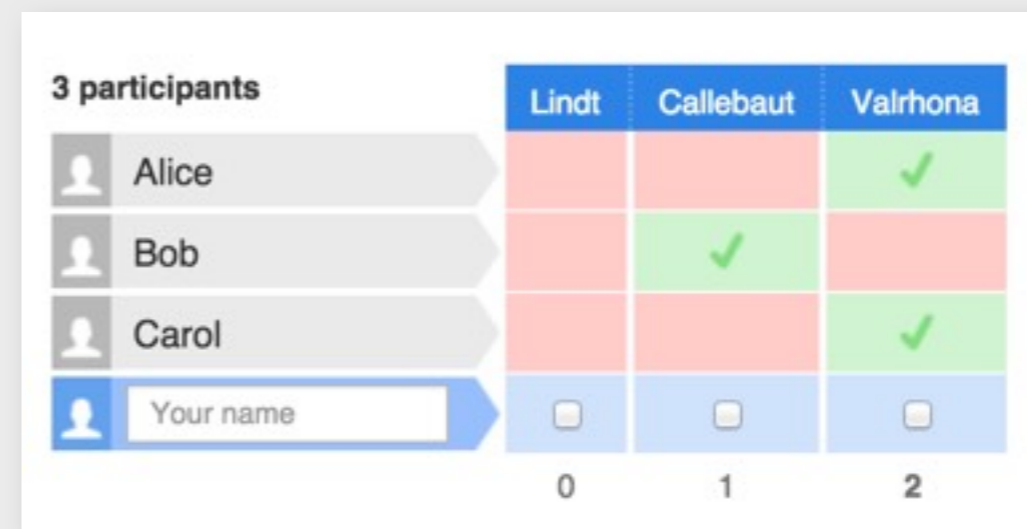 3 participants
Lindt Callebaut Valrhona
Alice
Bob
Carol
Your name
0 1 2